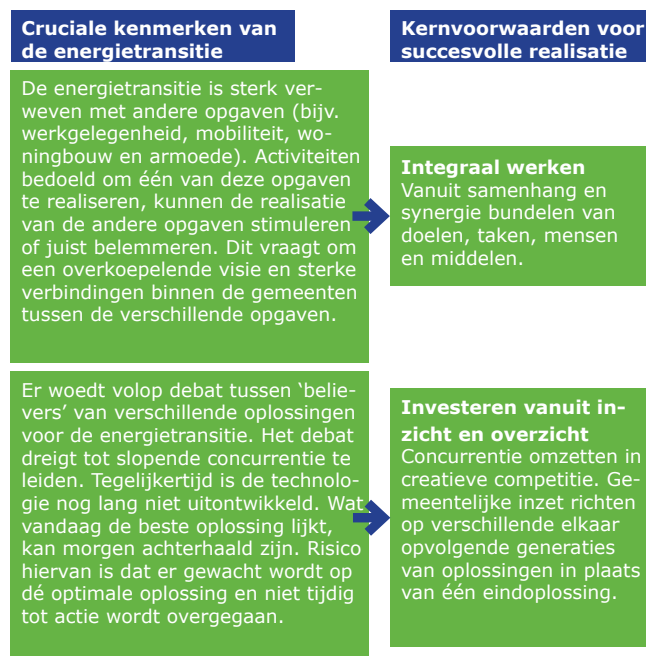 Cruciale kenmerken van
de energietransitie
Kernvoorwaarden voor
succesvolle realisatie
De energietransitie is sterk ver-
weven met andere opgaven (bijv.
werkgelegenheid, mobiliteit, wo-
ningbouw en armoede). Activiteiten
bedoeld om één van deze opgaven
te realiseren, kunnen de realisatie
van de andere opgaven stimuleren
of juist belemmeren. Dit vraagt om
een overkoepelende visie en sterke
verbindingen binnen de gemeenten
tussen de verschillende opgaven.
Integraal werken
Vanuit samenhang en
synergie bundelen van
doelen, taken, mensen
en middelen.
Er woedt volop debat tussen ‘belie-
vers’ van verschillende oplossingen
voor de energietransitie. Het debat
dreigt tot slopende concurrentie te
leiden. Tegelijkertijd is de technolo-
gie nog lang niet uitontwikkeld. Wat
vandaag de beste oplossing lijkt,
kan morgen achterhaald zijn. Risico
hiervan is dat er gewacht wordt op
dé optimale oplossing en niet tijdig
tot actie wordt overgegaan.
Investeren vanuit in-
zicht en overzicht
Concurrentie omzetten in
creatieve competitie. Ge-
meentelijke inzet richten
op verschillende elkaar
opvolgende generaties
van oplossingen in plaats
van één eindoplossing.